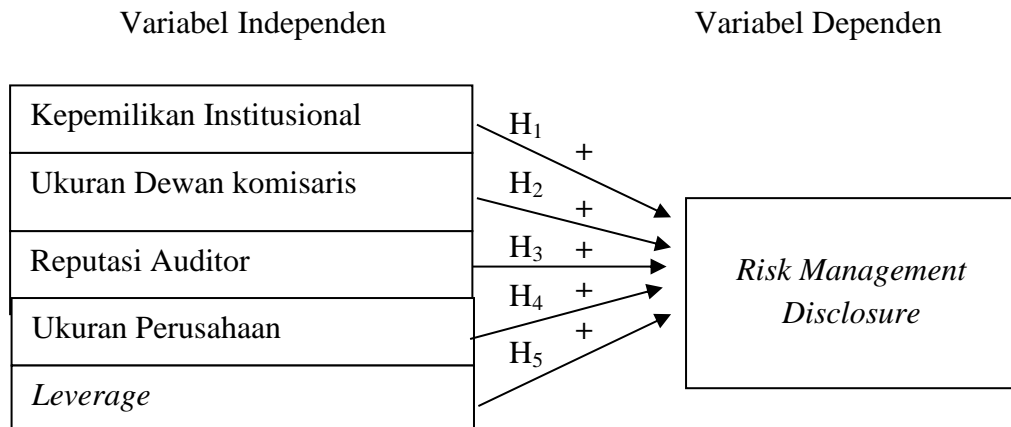 Variabel Independen
Variabel Dependen
Kepemilikan Institusional
H₁
+
Ukuran Dewan komisaris
H₂
+
Reputasi Auditor
H₃
+
Ukuran Perusahaan
H₄
+
Leverage
H₅
+
Risk Management
Disclosure